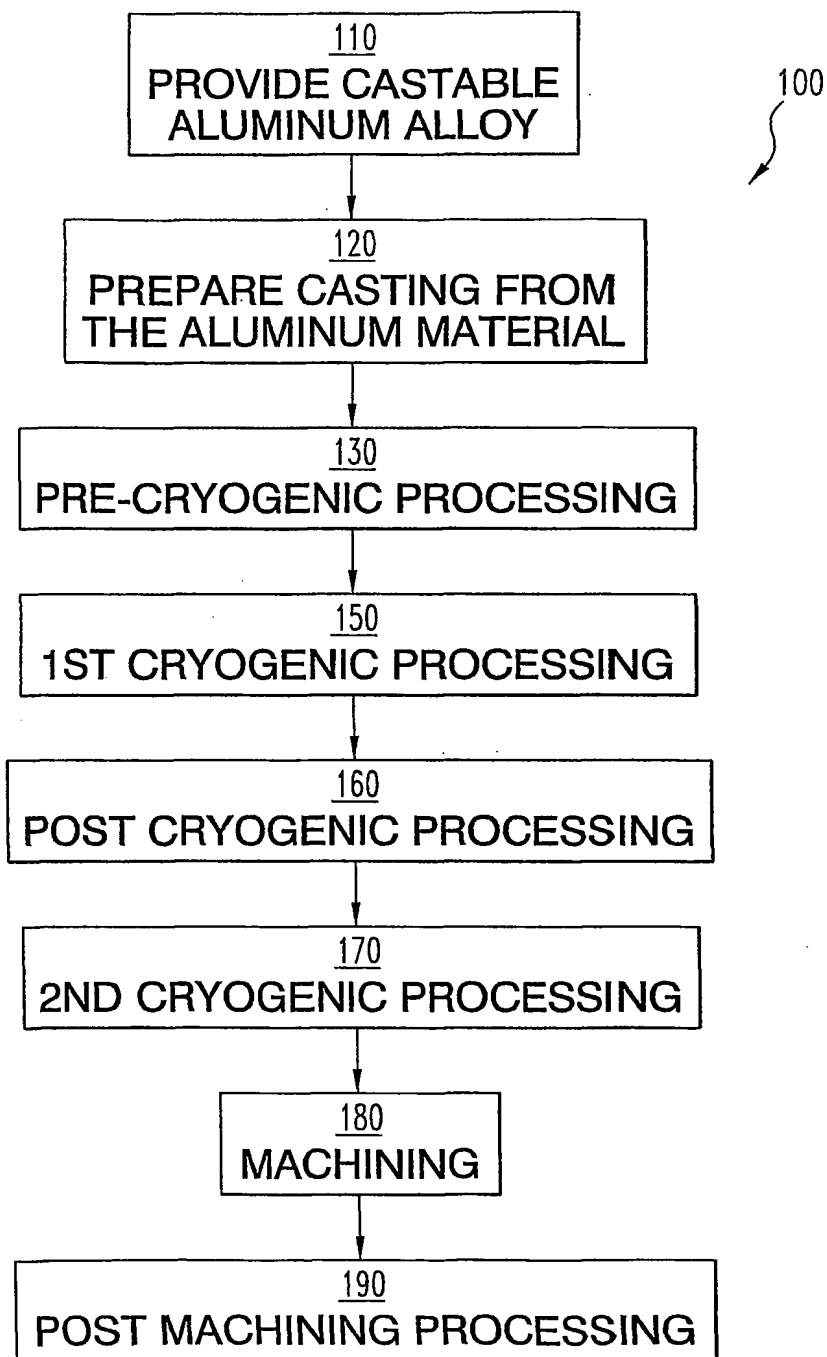 110
PROVIDE CASTABLE
ALUMINUM ALLOY
100
120
PREPARE CASTING FROM
THE ALUMINUM MATERIAL
130
PRE-CRYOGENIC PROCESSING
150
1ST CRYOGENIC PROCESSING
160
POST CRYOGENIC PROCESSING
170
2ND CRYOGENIC PROCESSING
180
MACHINING
190
POST MACHINING PROCESSING